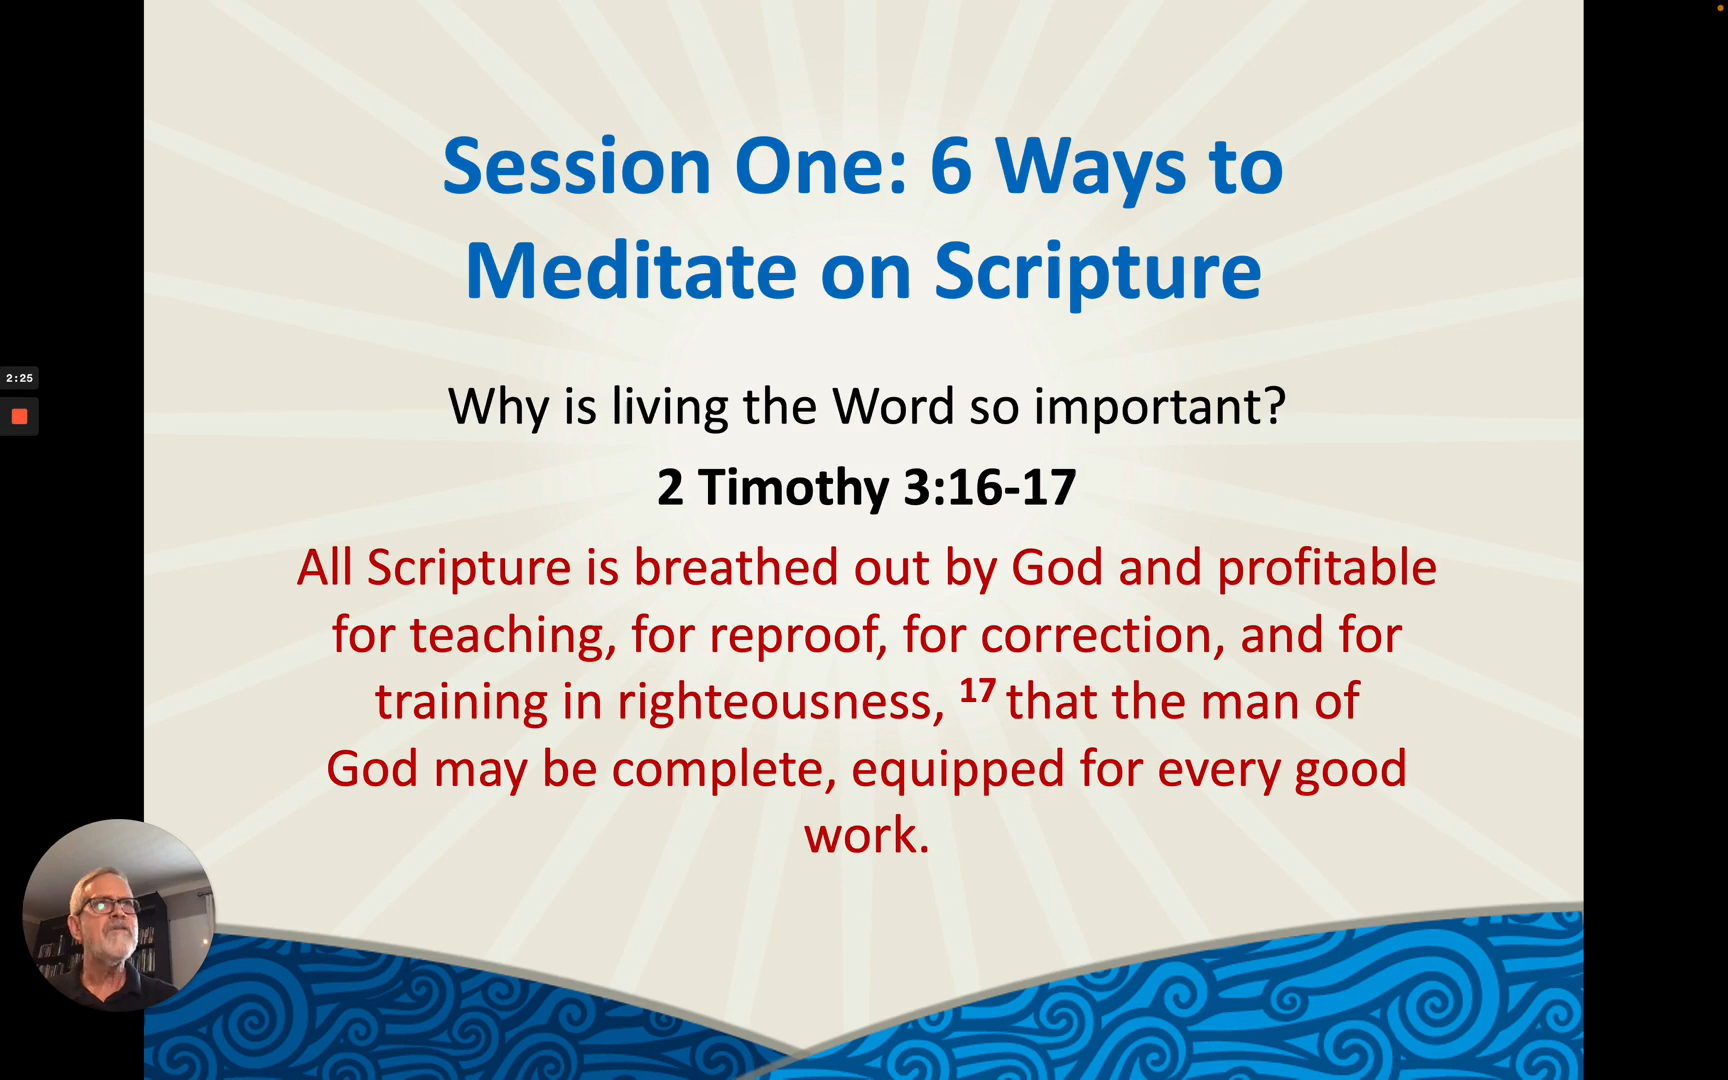 Session One: 6 Ways to
Meditate on Scripture
2:25
Why is living the Word so important?
2 Timothy 3:16-17
All Scripture is breathed out by God and profitable
for teaching, for reproof, for correction, and for
training in righteousness, 17 that the man of
God may be complete, equipped for every good
work.